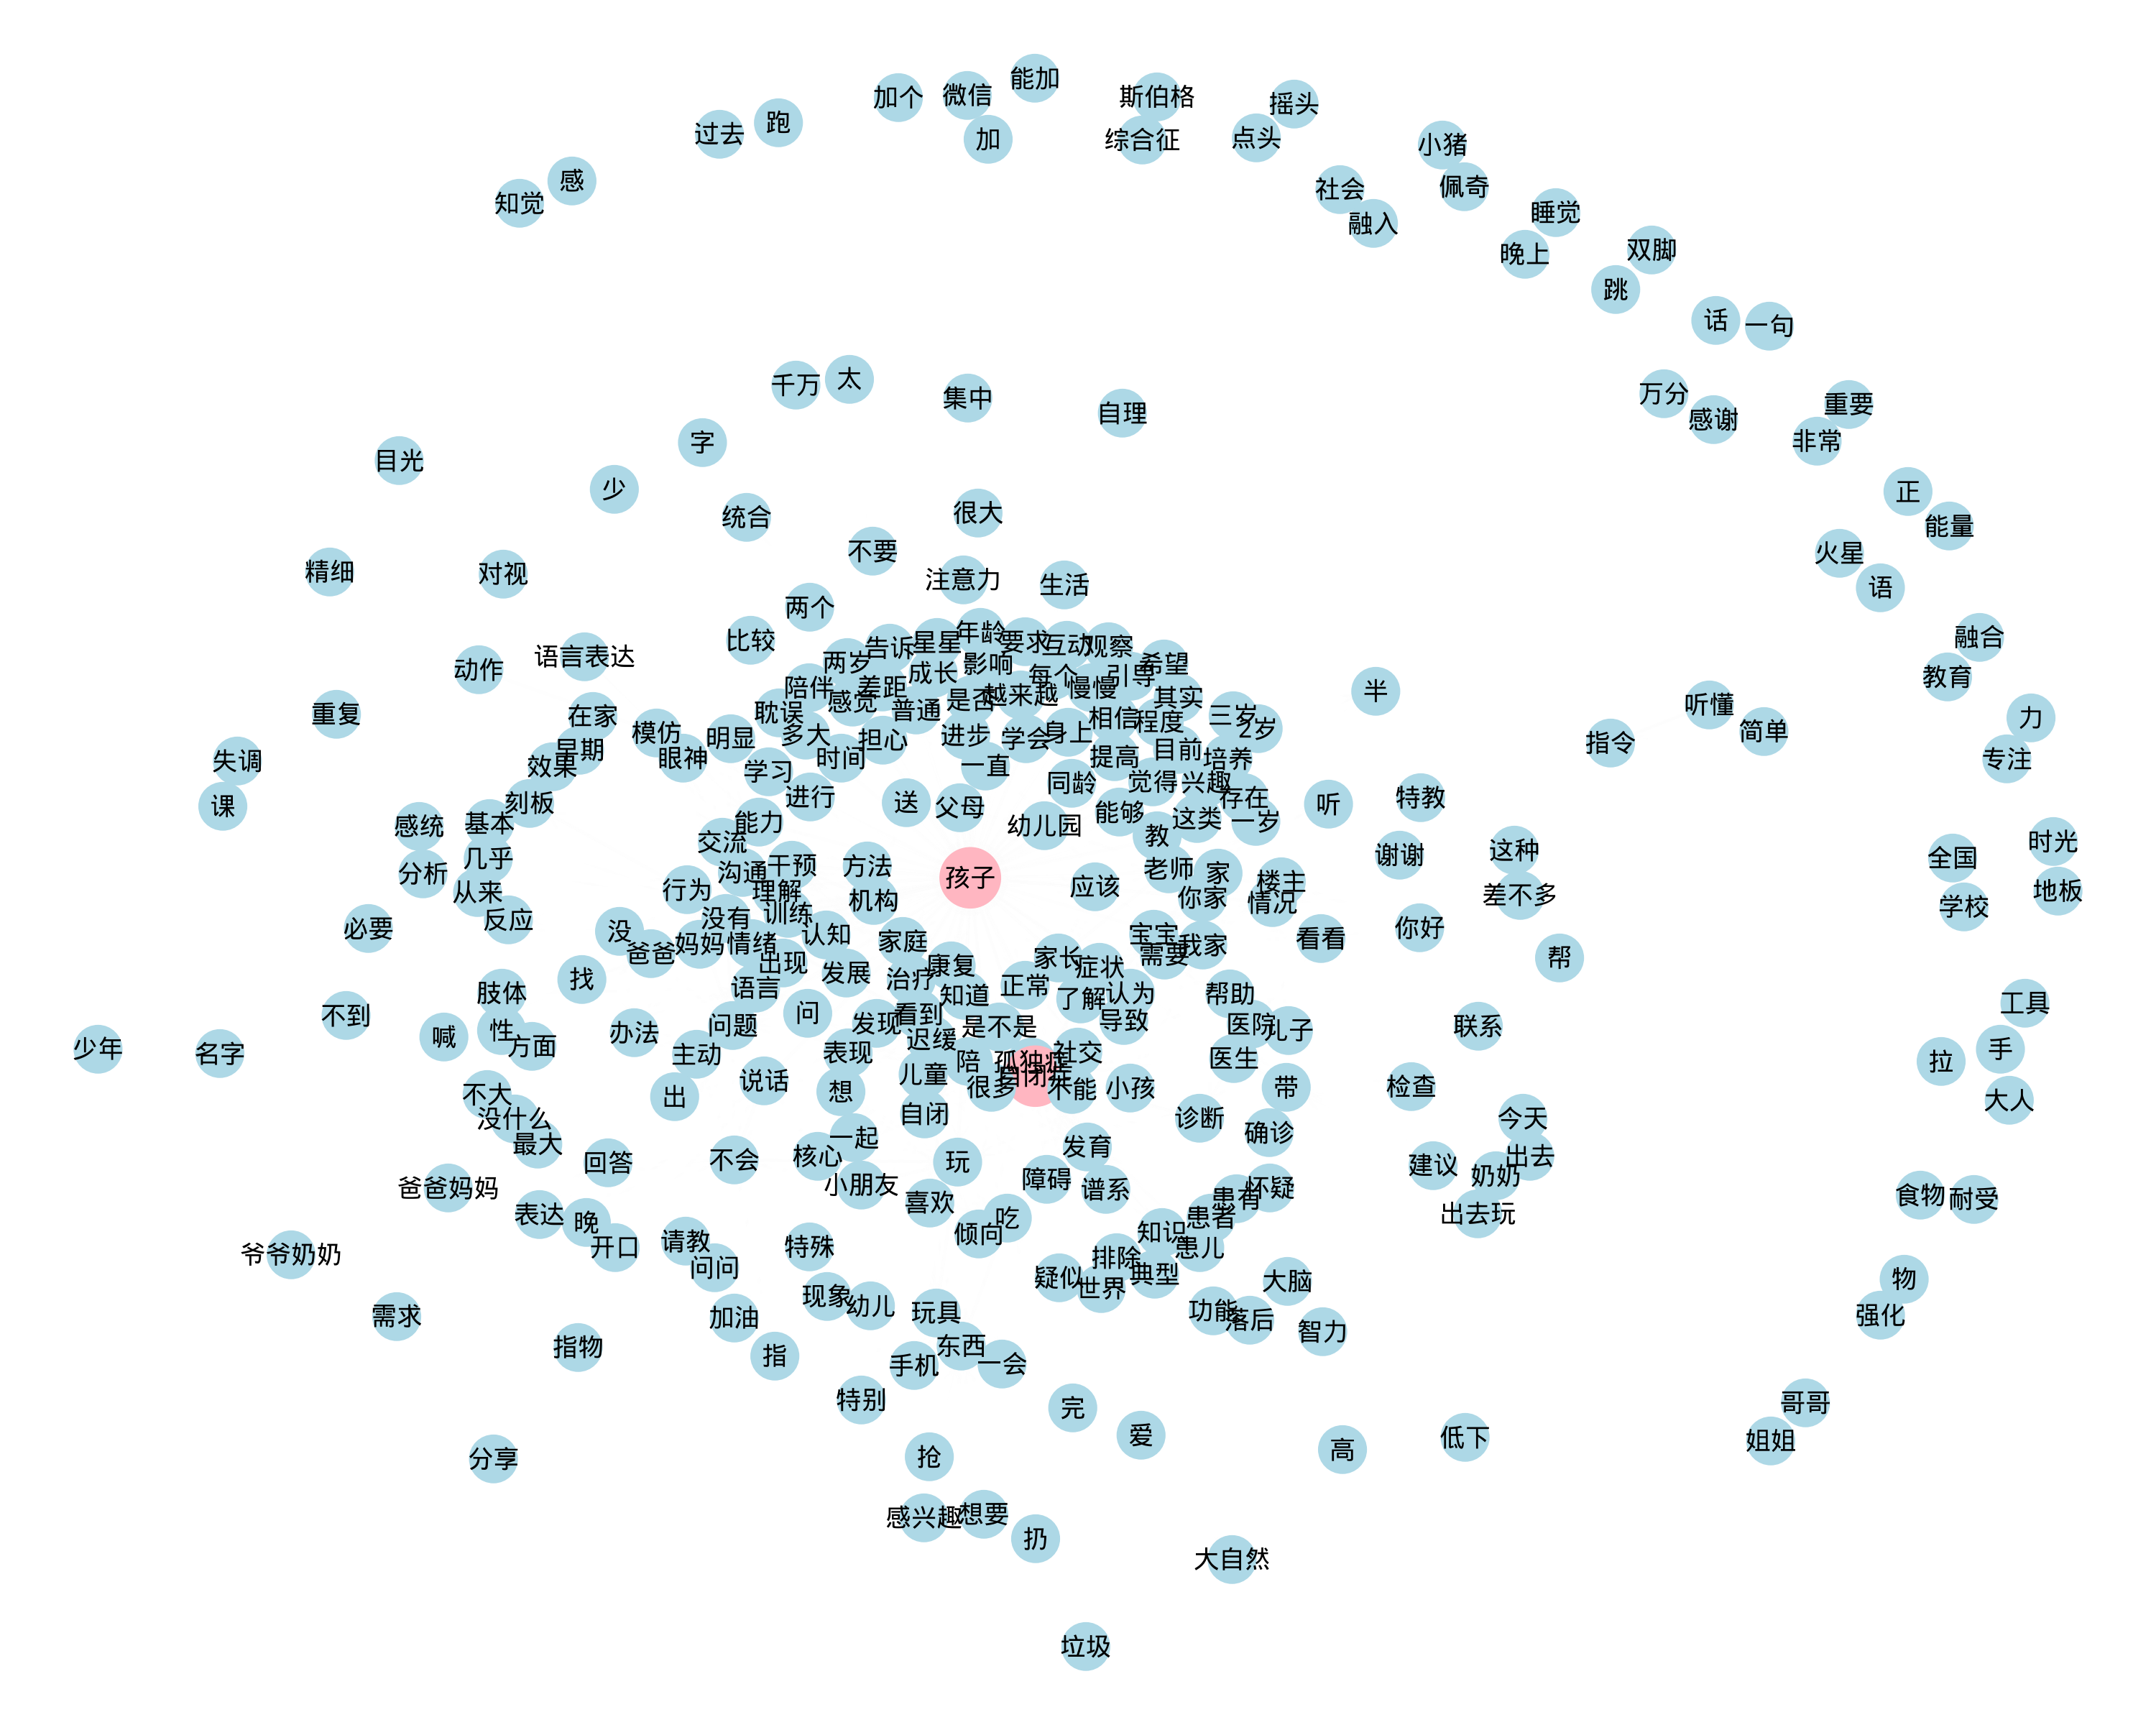 能加
微信
加个
斯伯格
摇头
跑
过去
加
综合征
点头
小猪
感
佩奇
社会
知觉
睡觉
融入
双脚
晚上
跳
话
一句
太
千万
万分
集中
重要
自理
感谢
字
非常
目光
少
正
很大
统合
能量
不要
火星
精细
对视
注意力
生活
语
两个
年龄
星星
要求
互动
融合
比较
告诉
观察
语言表达
两岁
影响
希望
动作
成长
每个
引导
教育
陪伴
差距
慢慢
半
越来越
是否
其实
感觉
听懂
普通
耽误
重复
在家
三岁
相信
力
程度
2岁
模仿
简单
多大
进步
明显
学会
身上
担心
指令
早期
目前
时间
提高
眼神
培养
专注
失调
效果
一直
学习
觉得
兴趣
同龄
进行
存在
特教
送
刻板
听
课
父母
能够
这类
一岁
能力
基本
感统
幼儿园
教
交流
时光
这种
谢谢
几乎
全国
干预
方法
老师
沟通
分析
家
孩子
楼主
应该
行为
理解
从来
地板
差不多
你家
机构
情况
学校
训练
没有
反应
必要
你好
没
认知
宝宝
看看
家庭
妈妈
情绪
我家
爸爸
需要
家长
帮
出现
康复
症状
发展
治疗
找
正常
语言
肢体
知道
认为
帮助
了解
工具
问
看到
不到
导致
发现
问题
是不是
医院
儿子
联系
性
办法
喊
迟缓
方面
少年
手
名字
表现
社交
主动
医生
陪
孤独症
拉
儿童
自闭症
说话
很多
不能
小孩
带
检查
想
不大
出
大人
自闭
没什么
诊断
今天
确诊
一起
最大
发育
核心
出去
不会
玩
回答
建议
奶奶
障碍
小朋友
爸爸妈妈
谱系
怀疑
食物
患有
耐受
喜欢
表达
出去玩
患者
吃
晚
知识
倾向
请教
特殊
开口
患儿
爷爷奶奶
排除
问问
典型
疑似
物
大脑
世界
现象
幼儿
功能
玩具
强化
需求
加油
落后
智力
东西
指物
指
一会
手机
特别
哥哥
完
爱
低下
姐姐
高
抢
分享
想要
感兴趣
扔
大自然
垃圾